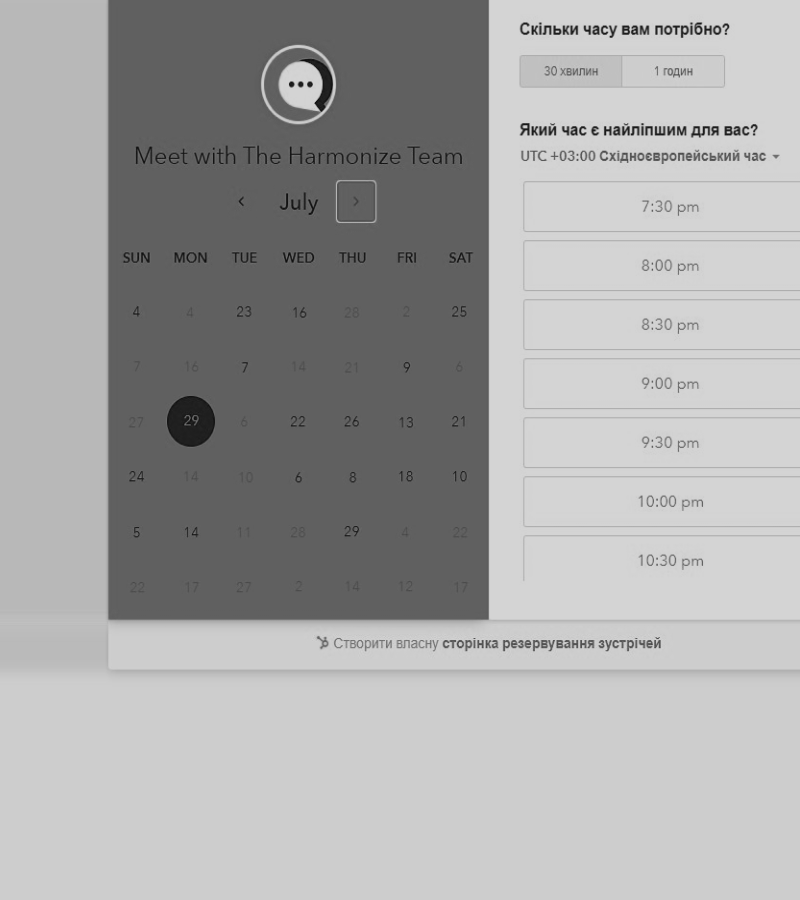 Meet with The Harmonize Team
July
SUN MON TUE WED THU FRI SAT
4 4 23 16 28 2 25
7 16 7 14 21 9 6
27 29 6 22 26 13 21
24 14 10 6 8 18 10
5 14 11 28 29 4 22
22 17 27 2 14 12 17
Скільки часу вам потрібно?
30 хвилин 1 годин
Який час є найліпшим для вас?
UTC +03:00 Східноєвропейський час
7:30 pm
8:00 pm
8:30 pm
9:00 pm
9:30 pm
10:00 pm
10:30 pm
Створити власну сторінка резервування зустрічей